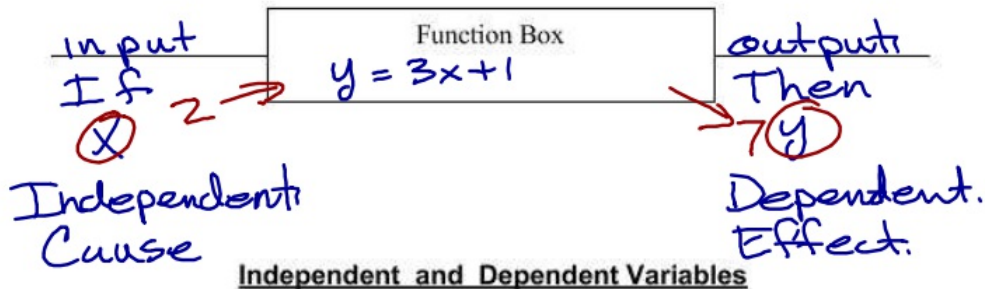 Function Box
input
output
y = 3x+1
If
Then
2
x
7
y
Independent
Dependent.
Cause
Effect.
Independent and Dependent Variables